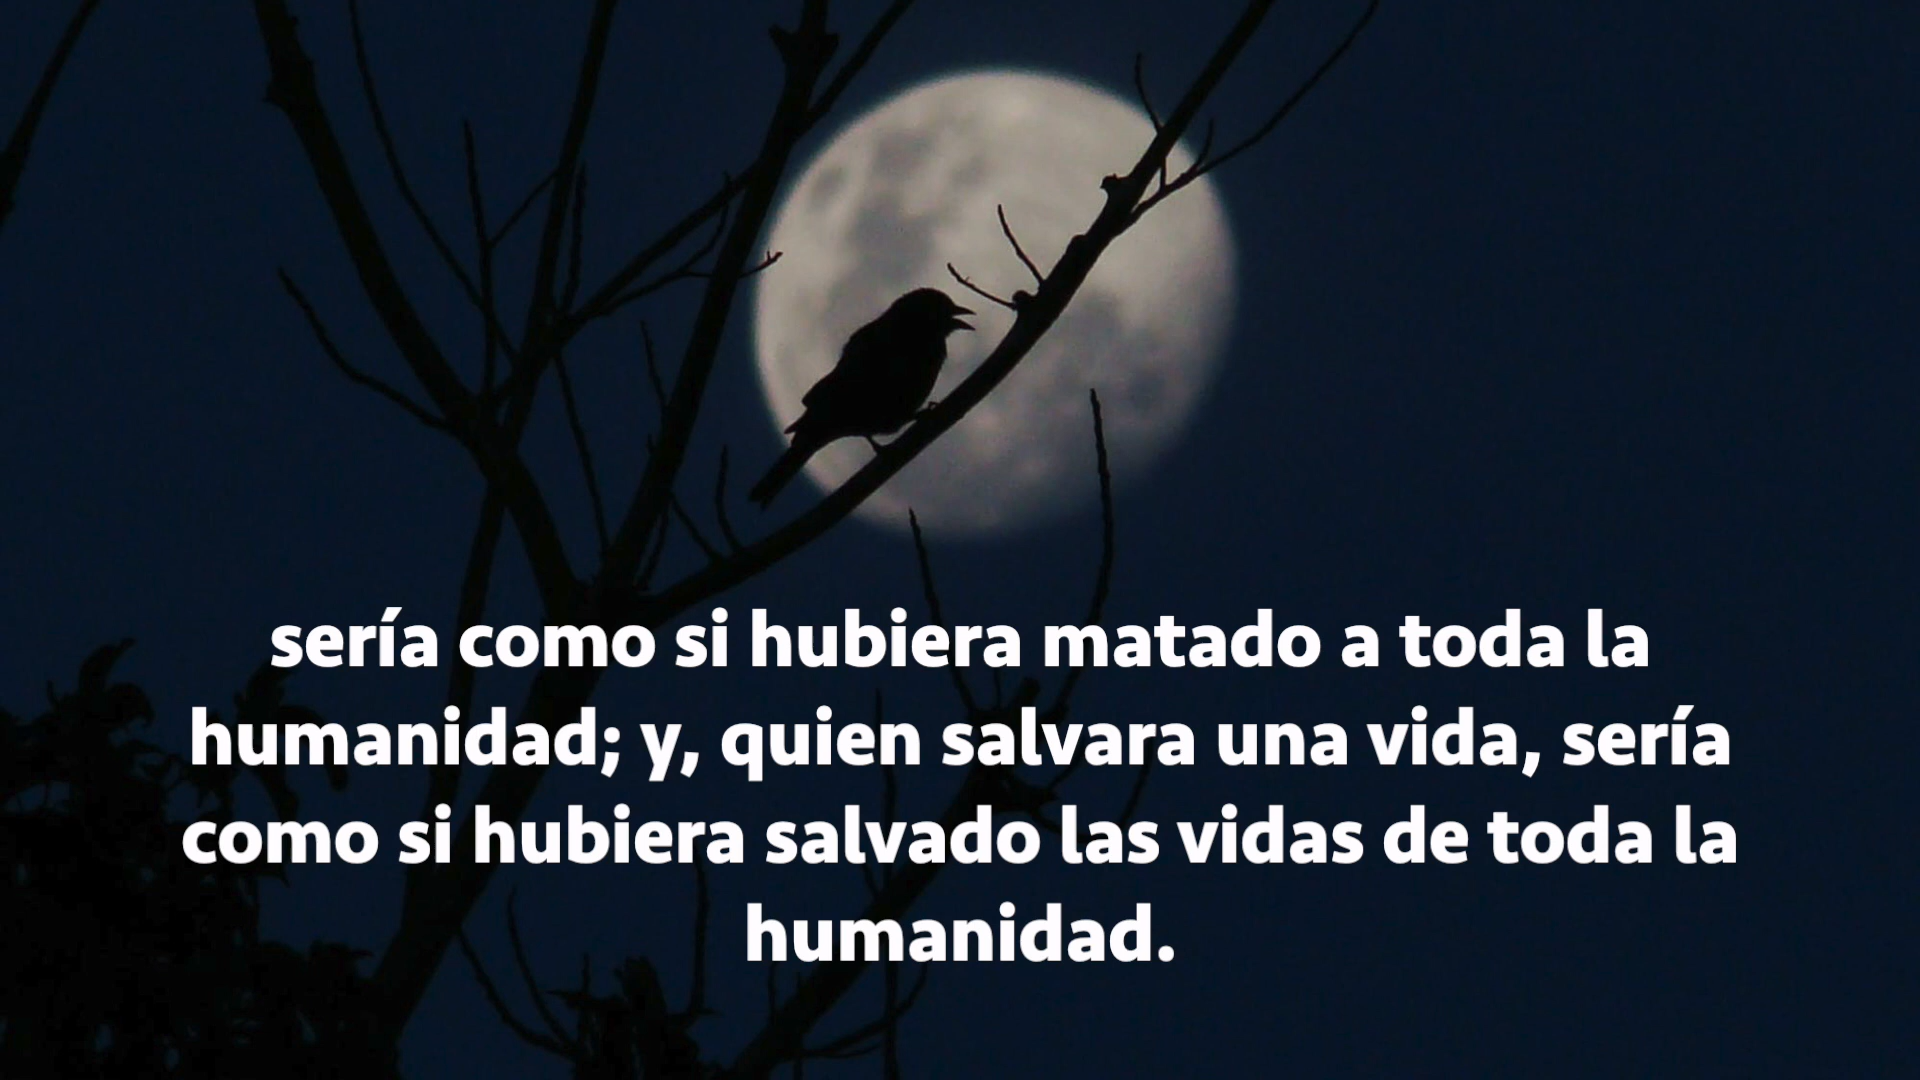 sería como si hubiera matado a toda la
humanidad; y, quien salvara una vida, sería
como si hubiera salvado las vidas de toda la
humanidad.